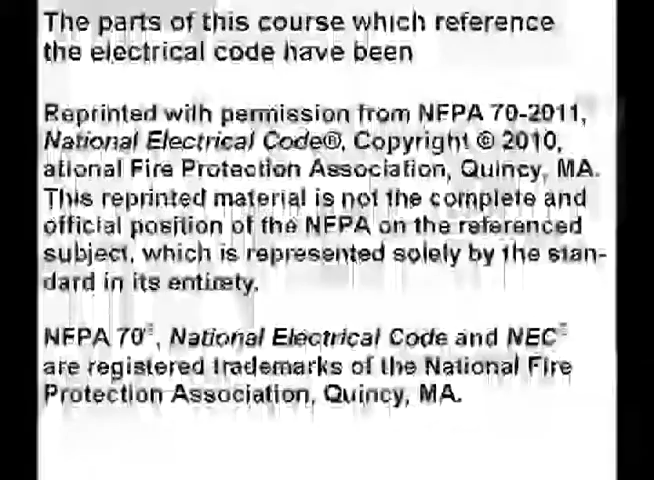 The parts of this course which reference
the electrical code have been
Reprinted with permission from NFPA 70-2011,
National Electrical Code®, Copyright © 2010,
ational Fire Protection Association, Quincy, MA.
This reprinted material is not the complete and
official position of the NFPA on the referenced
subject, which is represented solely by the stan-
dard in its entirety.
NFPA 70®, National Electrical Code and NEC®
are registered trademarks of the National Fire
Protection Association, Quincy, MA.